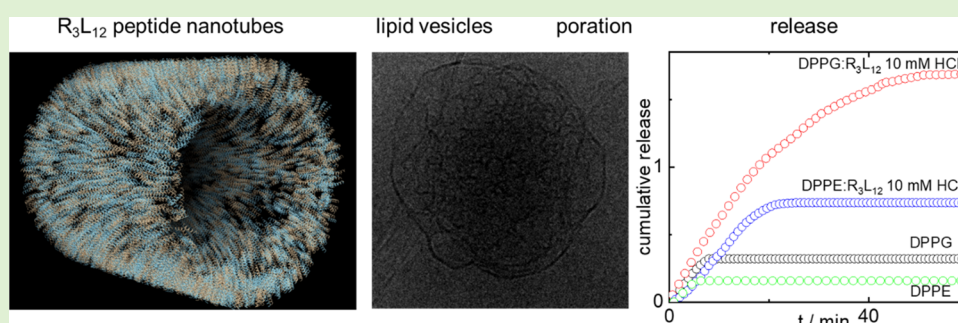 R₃L₁₂ peptide nanotubes lipid vesicles poration release
DPPG:R₃L₁₂ 10 mM HCl
DPPE:R₃L₁₂ 10 mM HCl
DPPG
DPPE
cumulative release
1
0
0 40
t / min